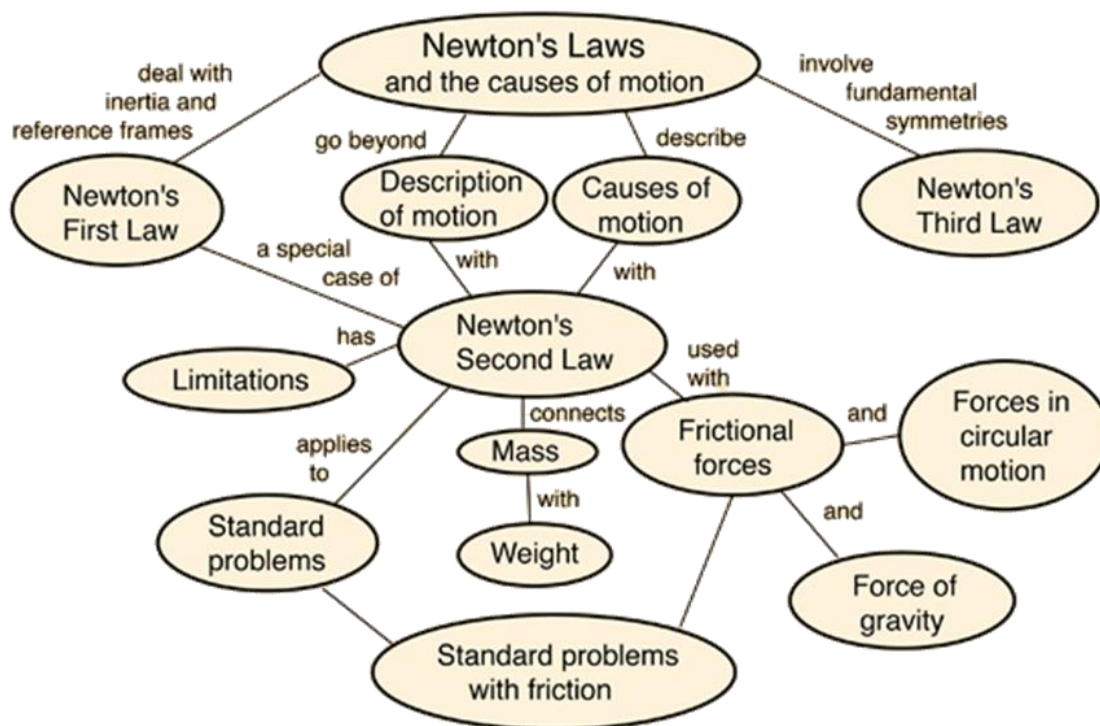 Newton's Laws
and the causes of motion
deal with
inertia and
reference frames
involve
fundamental
symmetries
go beyond
describe
Newton's
First Law
Description
of motion
Causes of
motion
Newton's
Third Law
a special
case of
with
with
Newton's
Second Law
has
Limitations
used
with
connects
Mass
Frictional
forces
and
Forces in
circular
motion
applies
to
with
and
Standard
problems
Weight
Force of
gravity
Standard problems
with friction